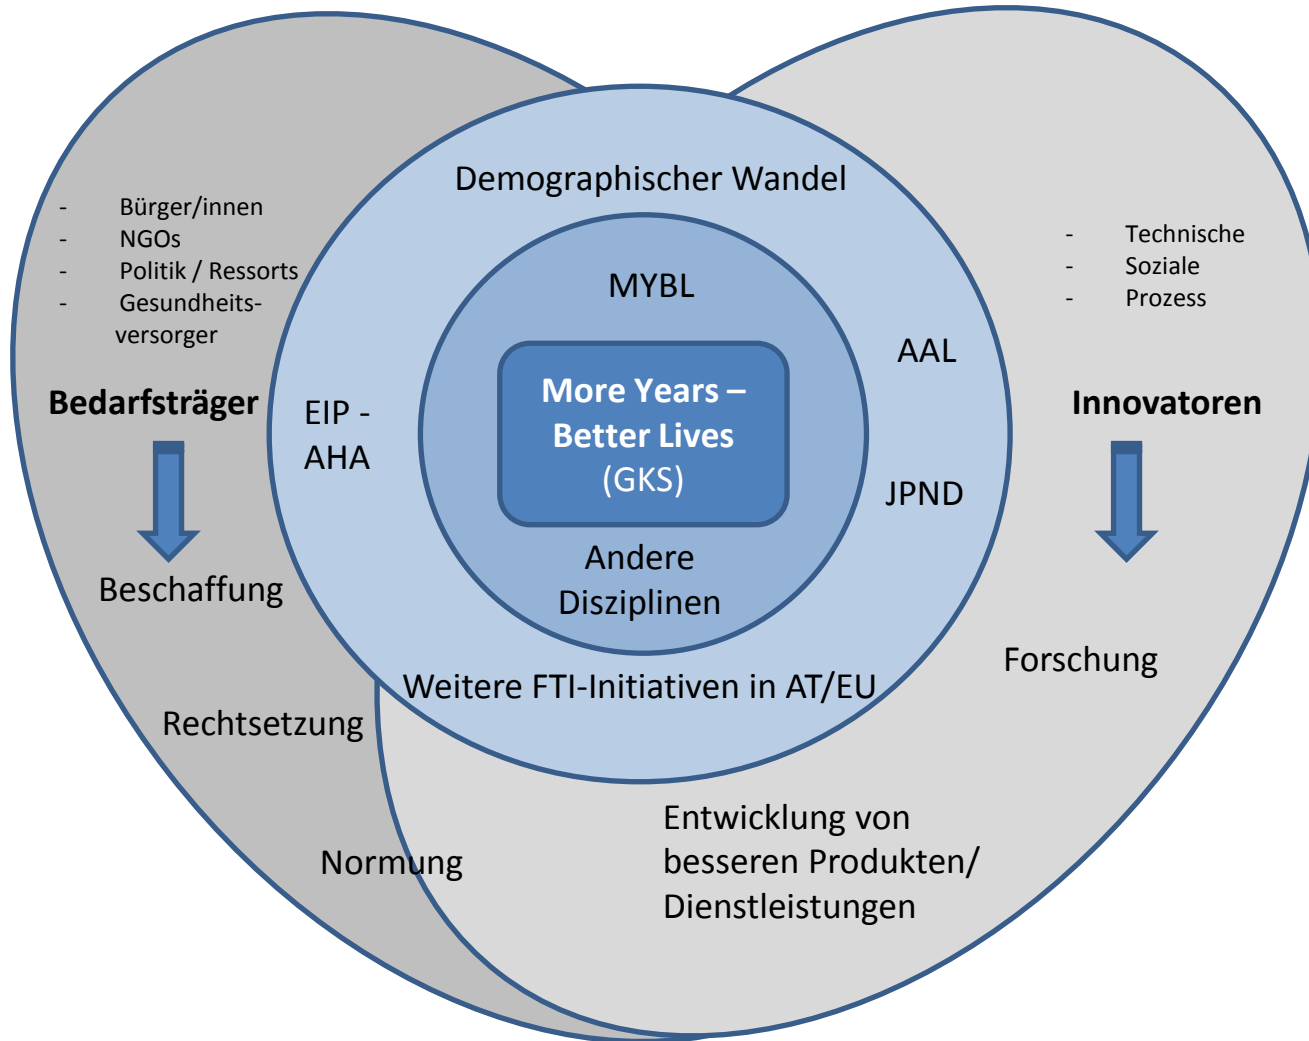 Demographischer Wandel
- Bürger/innen
- NGOs
- Politik / Ressorts
- Gesundheits-
versorger
Bedarfsträger
Beschaffung
Rechtsetzung
Normung
EIP -
AHA
MYBL
More Years –
Better Lives
(GKS)
Andere
Disziplinen
AAL
JPND
Weitere FTI-Initiativen in AT/EU
- Technische
- Soziale
- Prozess
Innovatoren
Forschung
Entwicklung von
besseren Produkten/
Dienstleistungen